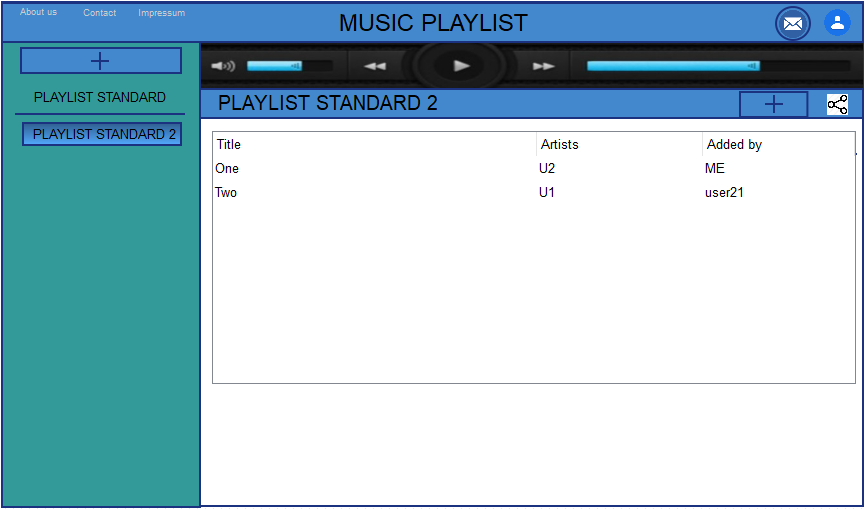 About us Contact Impressum
MUSIC PLAYLIST
PLAYLIST STANDARD
PLAYLIST STANDARD 2
PLAYLIST STANDARD 2
Title Artists Added by
One U2 ME
Two U1 user21